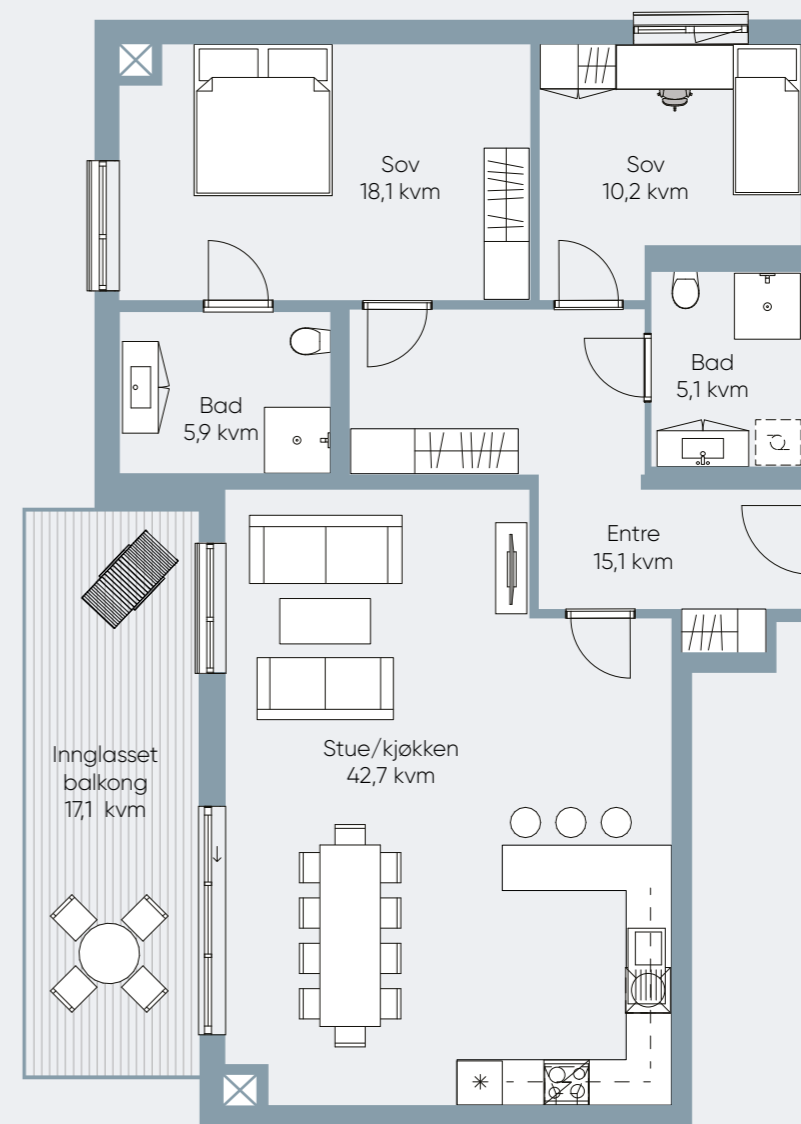 Sov
18,1 kvm
Sov
10,2 kvm
Bad
5,9 kvm
Bad
5,1 kvm
Entre
15,1 kvm
Stue/kjøkken
42,7 kvm
Innglasset
balkong
17,1 kvm